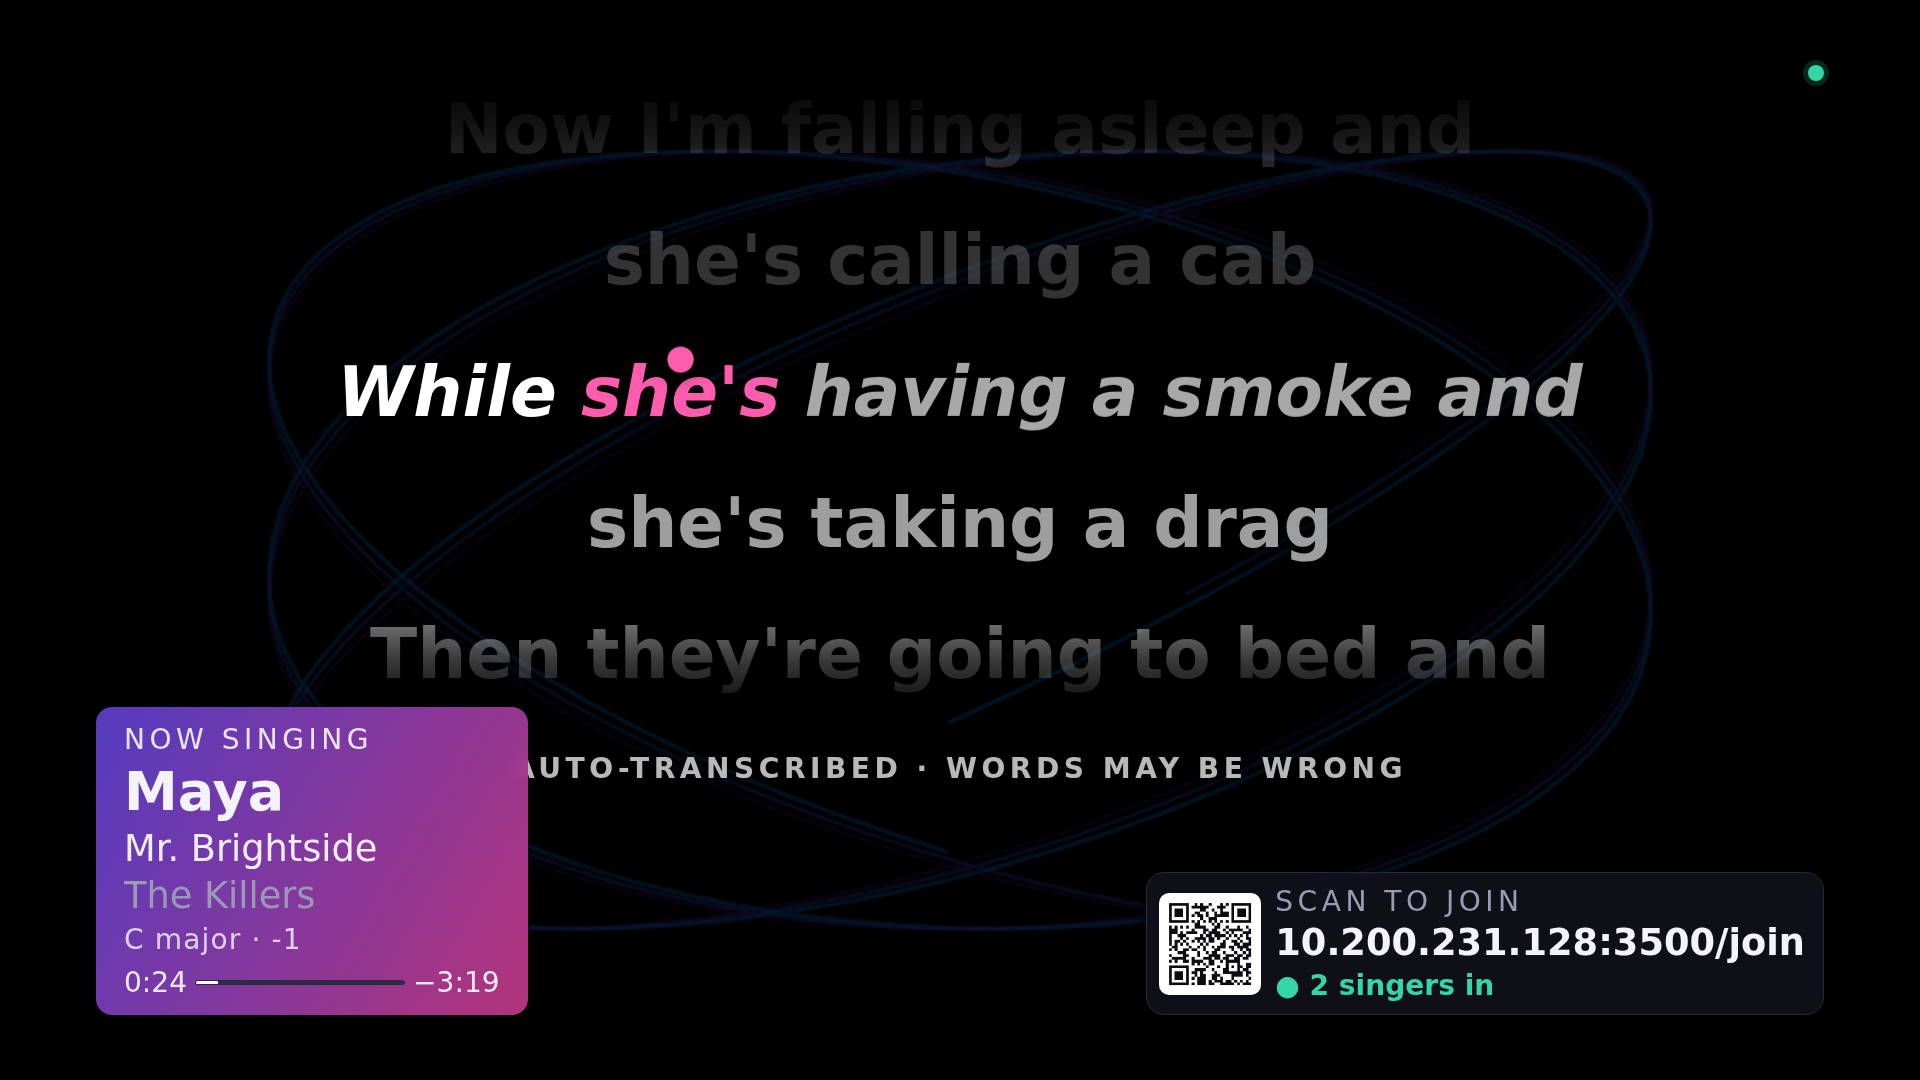 Now I'm falling asleep and
she's calling a cab
While she's having a smoke and
she's taking a drag
Then they're going to bed and
AUTO-TRANSCRIBED · WORDS MAY BE WRONG
NOW SINGING
Maya
Mr. Brightside
The Killers
C major · -1
0:24 −3:19
SCAN TO JOIN
10.200.231.128:3500/join
2 singers in